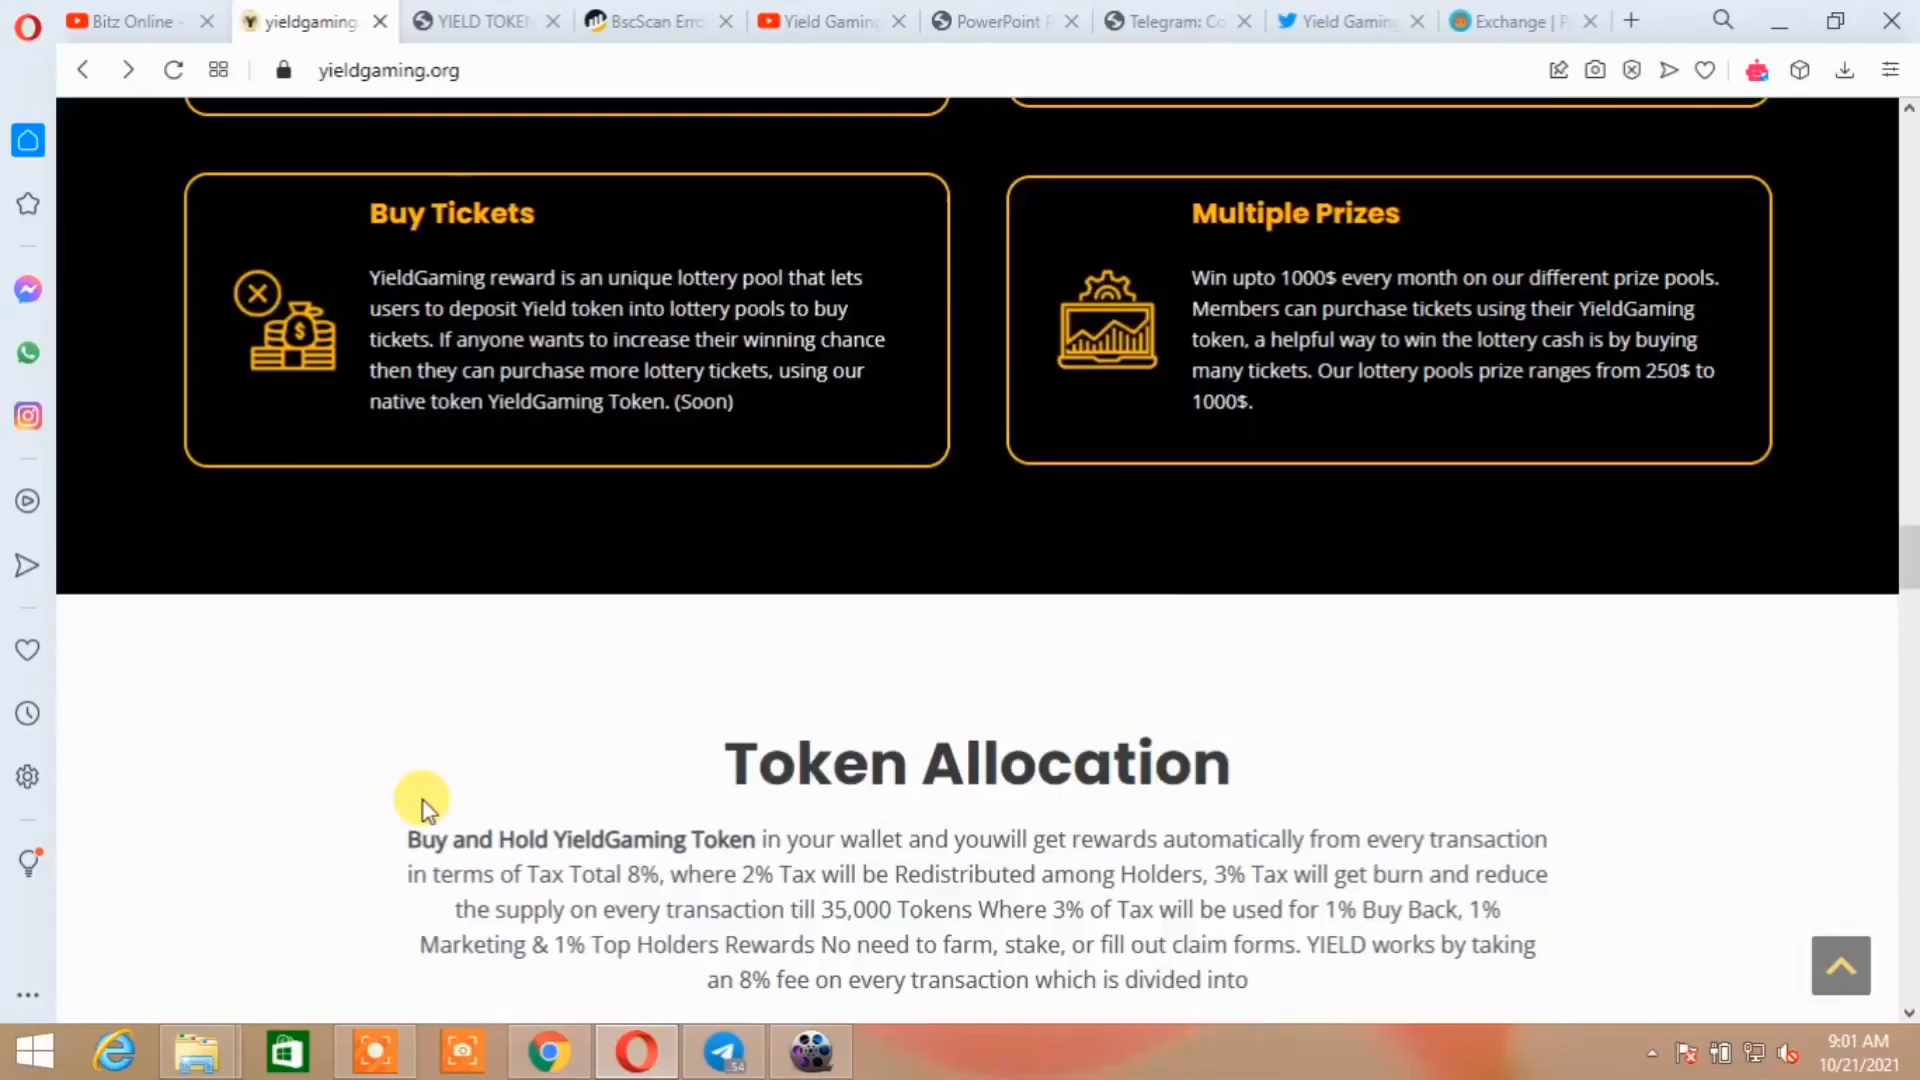 Bitz Online -
yieldgaming
YIELD TOKEN
BscScan Erro
Yield Gaming
PowerPoint P
Telegram: Co
Yield Gaming
Exchange | P
yieldgaming.org
Buy Tickets
YieldGaming reward is an unique lottery pool that lets
users to deposit Yield token into lottery pools to buy
tickets. If anyone wants to increase their winning chance
then they can purchase more lottery tickets, using our
native token YieldGaming Token. (Soon)
Multiple Prizes
Win upto 1000$ every month on our different prize pools.
Members can purchase tickets using their YieldGaming
token, a helpful way to win the lottery cash is by buying
many tickets. Our lottery pools prize ranges from 250$ to
1000$.
Token Allocation
Buy and Hold YieldGaming Token in your wallet and youwill get rewards automatically from every transaction
in terms of Tax Total 8%, where 2% Tax will be Redistributed among Holders, 3% Tax will get burn and reduce
the supply on every transaction till 35,000 Tokens Where 3% of Tax will be used for 1% Buy Back, 1%
Marketing & 1% Top Holders Rewards No need to farm, stake, or fill out claim forms. YIELD works by taking
an 8% fee on every transaction which is divided into
54
9:01 AM
10/21/2021